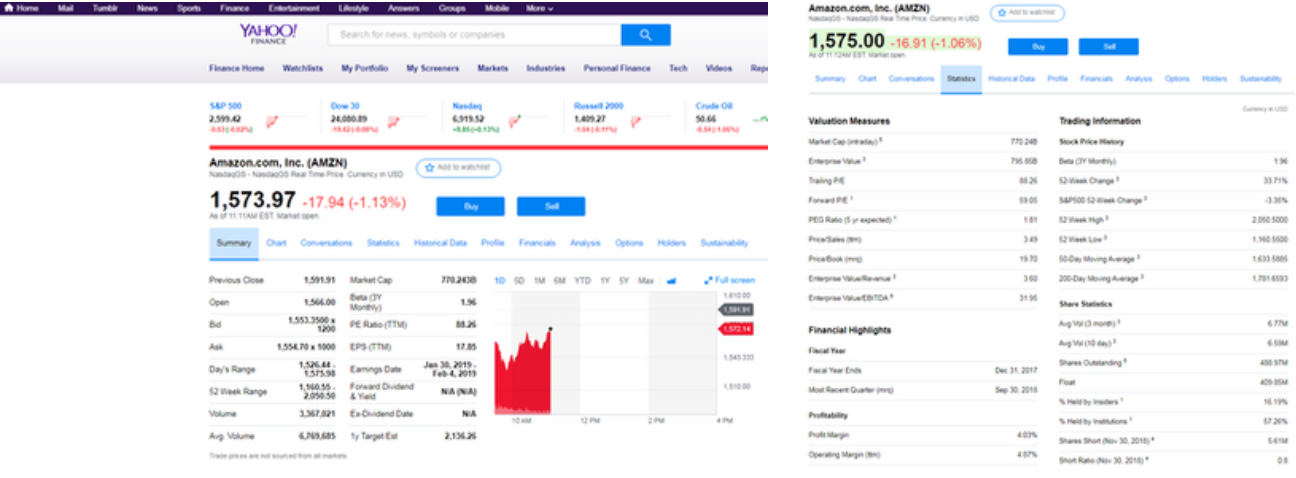 Home Mail Tumblr News Sports Finance Entertainment Lifestyle Answers Groups Mobile More
YAHOO!
FINANCE
Search for news, symbols or companies
Finance Home Watchlists My Portfolio My Screeners Markets Industries Personal Finance Tech Videos
S&P 500 Dow 30 Nasdaq Russell 2000 Crude Oil
2,599.42 24,080.89 6,919.52 1,409.27 50.66
Amazon.com, Inc. (AMZN)
Add to watchlist
NasdaqGS - NasdaqGS Real Time Price. Currency in USD
1,573.97 -17.94 (-1.13%)
Buy Sell
As of 11:11AM EST. Market open.
Summary Chart Conversations Statistics Historical Data Profile Financials Analysis Options Holders Sustainability
Previous Close 1,591.91 Market Cap 770.243B
Open 1,566.00 Beta (3Y Monthly) 1.96
Bid 1,553.3500 x 1200 PE Ratio (TTM) 88.26
Ask 1,554.70 x 1000 EPS (TTM) 17.85
Day's Range 1,526.44 - 1,575.98 Earnings Date Jan 30, 2019 - Feb 4, 2019
52 Week Range 1,160.55 - 2,050.50 Forward Dividend & Yield N/A (N/A)
Volume 3,367,021 Ex-Dividend Date N/A
Avg. Volume 6,769,685 1y Target Est 2,136.26
Trade prices are not sourced from all markets
1D 5D 1M 6M YTD 1Y 5Y Max Full screen
1,610.00
1,591.91
1,572.14
1,543.333
1,510.00
10 AM 12 PM 2 PM 4 PM
Amazon.com, Inc. (AMZN)
Add to watchlist
NasdaqGS - NasdaqGS Real Time Price. Currency in USD
1,575.00 -16.91 (-1.06%)
Buy Sell
As of 11:12AM EST. Market open.
Summary Chart Conversations Statistics Historical Data Profile Financials Analysis Options Holders Sustainability
Currency in USD
Valuation Measures
Market Cap (intraday) 5 770.24B
Enterprise Value 3 795.85B
Trailing P/E 88.26
Forward P/E 1 59.05
PEG Ratio (5 yr expected) 1 1.81
Price/Sales (ttm) 3.49
Price/Book (mrq) 19.70
Enterprise Value/Revenue 3 3.60
Enterprise Value/EBITDA 6 31.95
Financial Highlights
Fiscal Year
Fiscal Year Ends Dec 31, 2017
Most Recent Quarter (mrq) Sep 30, 2018
Profitability
Profit Margin 4.03%
Operating Margin (ttm) 4.87%
Trading Information
Stock Price History
Beta (3Y Monthly) 1.96
52-Week Change 3 33.71%
S&P500 52-Week Change 3 -3.35%
52 Week High 3 2,050.5000
52 Week Low 3 1,160.5500
50-Day Moving Average 3 1,633.5885
200-Day Moving Average 3 1,781.6593
Share Statistics
Avg Vol (3 month) 3 6.77M
Avg Vol (10 day) 3 6.59M
Shares Outstanding 5 488.97M
Float 409.85M
% Held by Insiders 1 16.19%
% Held by Institutions 1 57.26%
Shares Short (Nov 30, 2018) 4 5.61M
Short Ratio (Nov 30, 2018) 4 0.8